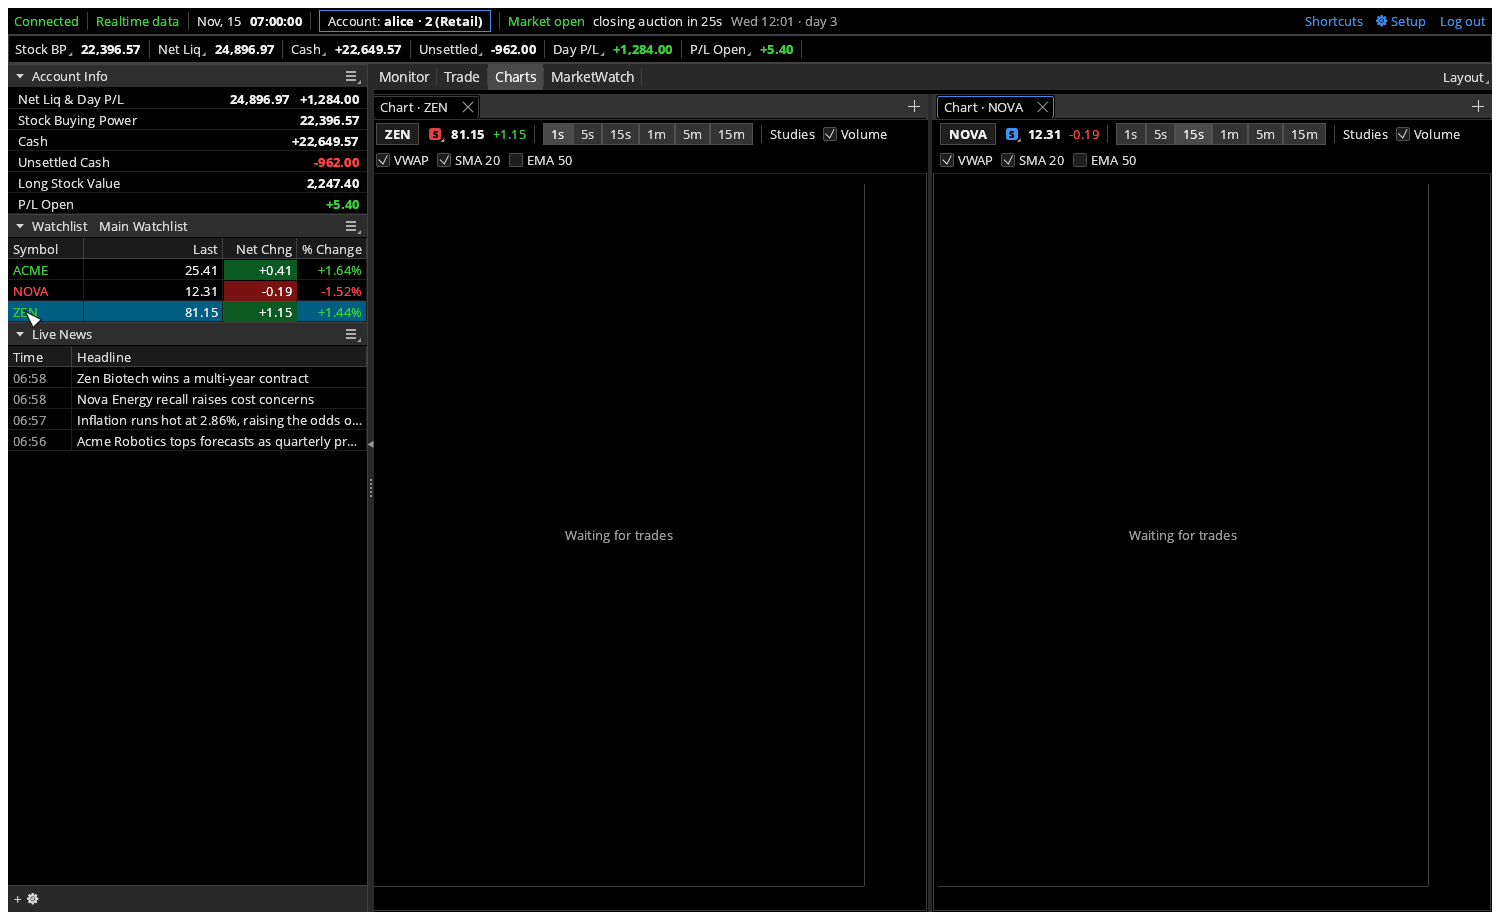 Connected Realtime data Nov, 15 07:00:00 Account: alice · 2 (Retail) Market open closing auction in 25s Wed 12:01 · day 3 Shortcuts Setup Log out
Stock BP 22,396.57 Net Liq 24,896.97 Cash +22,649.57 Unsettled -962.00 Day P/L +1,284.00 P/L Open +5.40
Account Info
Net Liq & Day P/L 24,896.97 +1,284.00
Stock Buying Power 22,396.57
Cash +22,649.57
Unsettled Cash -962.00
Long Stock Value 2,247.40
P/L Open +5.40
Watchlist Main Watchlist
Symbol Last Net Chng % Change
ACME 25.41 +0.41 +1.64%
NOVA 12.31 -0.19 -1.52%
ZEN 81.15 +1.15 +1.44%
Live News
Time Headline
06:58 Zen Biotech wins a multi-year contract
06:58 Nova Energy recall raises cost concerns
06:57 Inflation runs hot at 2.86%, raising the odds o...
06:56 Acme Robotics tops forecasts as quarterly pr...
+
Monitor Trade Charts MarketWatch Layout
Chart · ZEN
ZEN S 81.15 +1.15 1s 5s 15s 1m 5m 15m Studies Volume
VWAP SMA 20 EMA 50
Waiting for trades
Chart · NOVA
NOVA S 12.31 -0.19 1s 5s 15s 1m 5m 15m Studies Volume
VWAP SMA 20 EMA 50
Waiting for trades